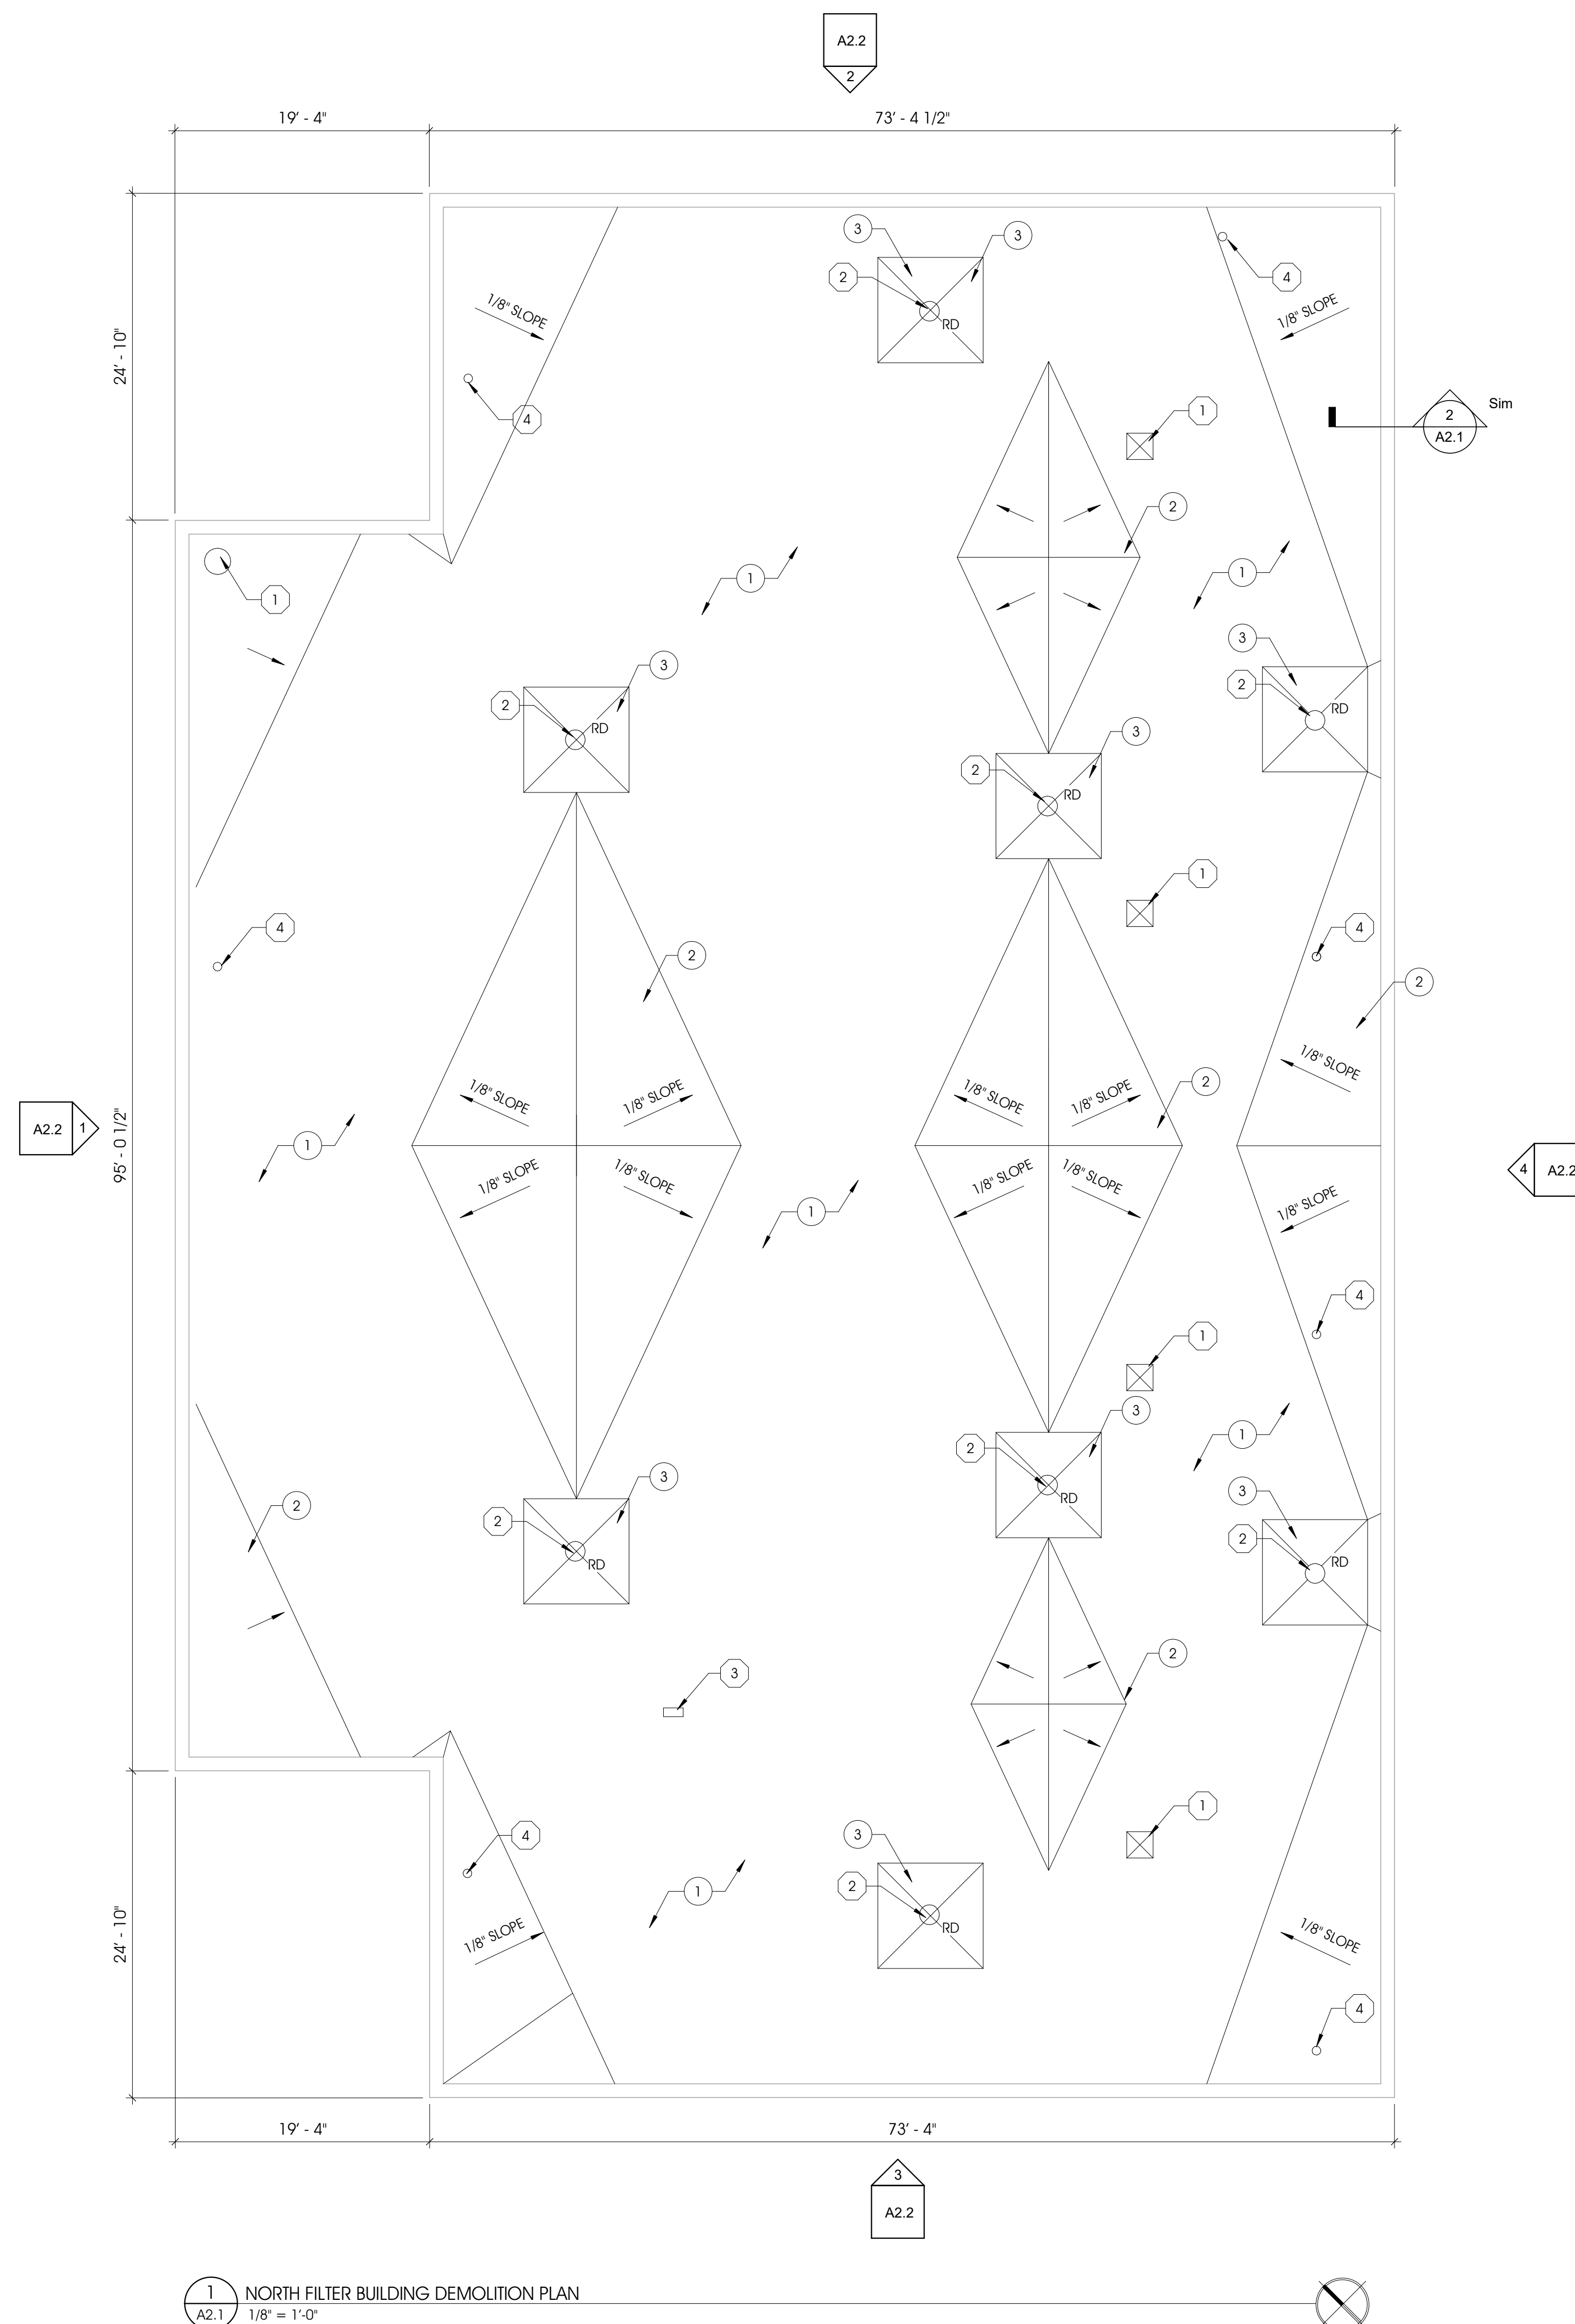 A2.2
2
19' - 4"
73' - 4 1/2"
3
3
2
RD
4
1/8" SLOPE
1/8" SLOPE
24' - 10"
4
1
2
A2.1
Sim
2
1
1
1
3
3
2
RD
2
RD
3
2
RD
1
4
4
2
2
1/8" SLOPE
1/8" SLOPE
1/8" SLOPE
1/8" SLOPE
1/8" SLOPE
2
A2.2
1
95' - 0 1/2"
1
4
A2.2
1/8" SLOPE
1/8" SLOPE
1/8" SLOPE
1/8" SLOPE
1/8" SLOPE
1
4
1
3
1
2
RD
3
2
RD
3
2
RD
2
3
2
1
3
4
2
RD
1
24' - 10"
1/8" SLOPE
1/8" SLOPE
4
19' - 4"
73' - 4"
3
A2.2
1
A2.1
NORTH FILTER BUILDING DEMOLITION PLAN
1/8" = 1'-0"